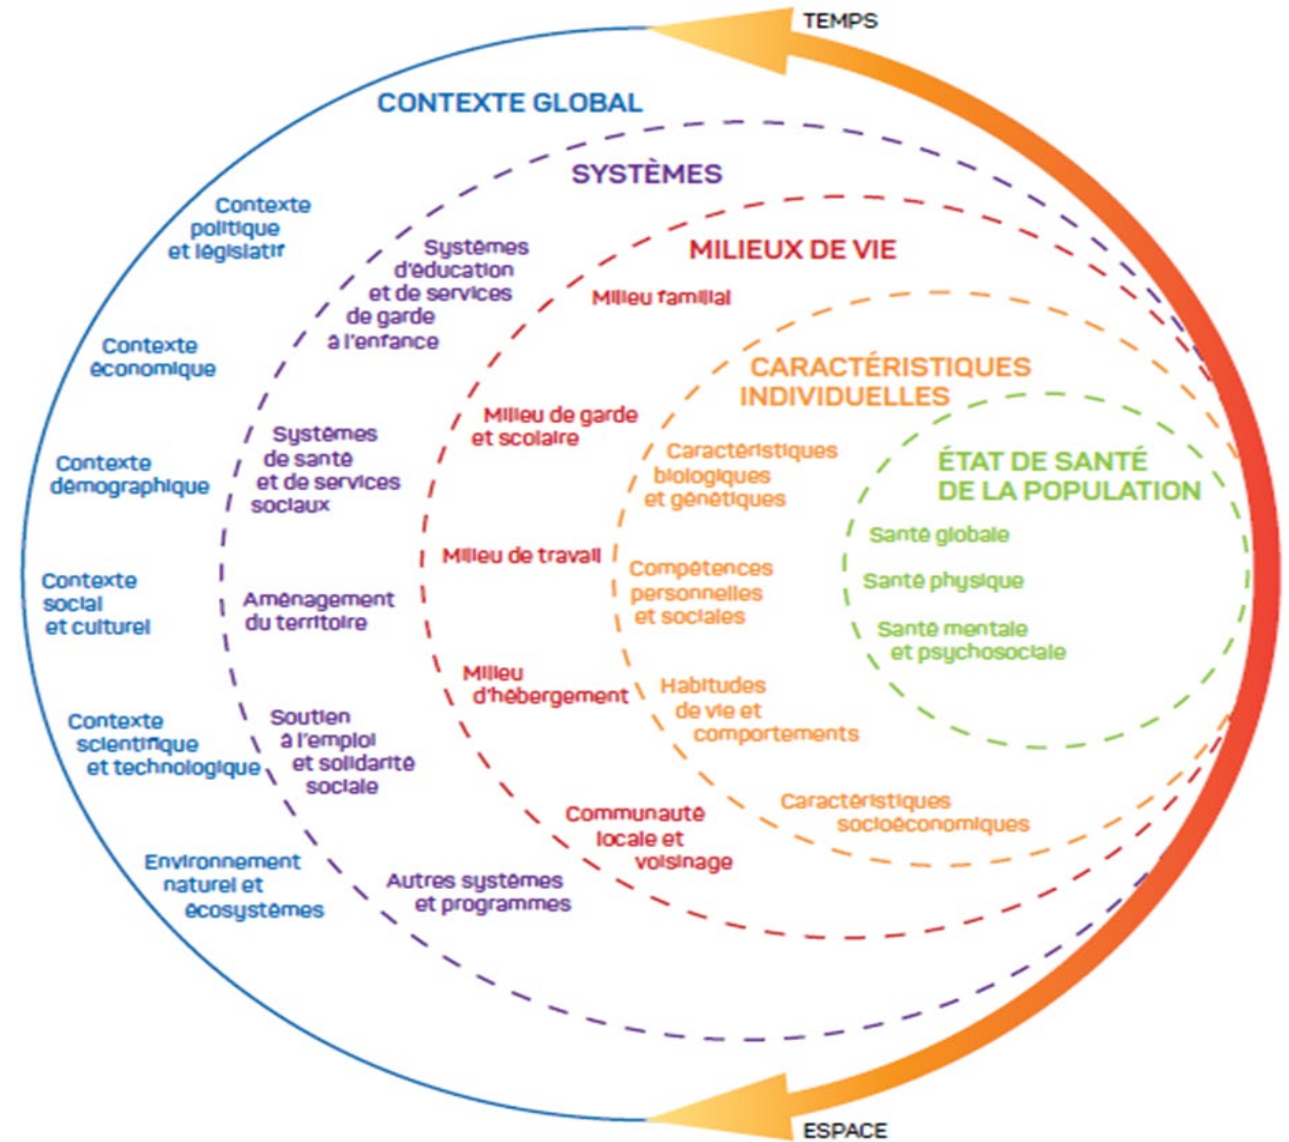 TEMPS
CONTEXTE GLOBAL
Contexte
politique
et législatif
Contexte
économique
Contexte
démographique
Contexte
social
et culturel
Contexte
scientifique
et technologique
Environnement
naturel et
écosystèmes
SYSTÈMES
Systèmes
d'éducation
et de services
de garde
à l'enfance
Systèmes
de santé
et de services
sociaux
Aménagement
du territoire
Soutien
à l'emploi
et solidarité
sociale
Autres systèmes
et programmes
MILIEUX DE VIE
Milieu familial
Milieu de garde
et scolaire
Milieu de travail
Milieu
d'hébergement
Communauté
locale et
voisinage
CARACTÉRISTIQUES
INDIVIDUELLES
Caractéristiques
biologiques
et génétiques
Compétences
personnelles
et sociales
Habitudes
de vie et
comportements
Caractéristiques
socioéconomiques
ÉTAT DE SANTÉ
DE LA POPULATION
Santé globale
Santé physique
Santé mentale
et psychosociale
ESPACE